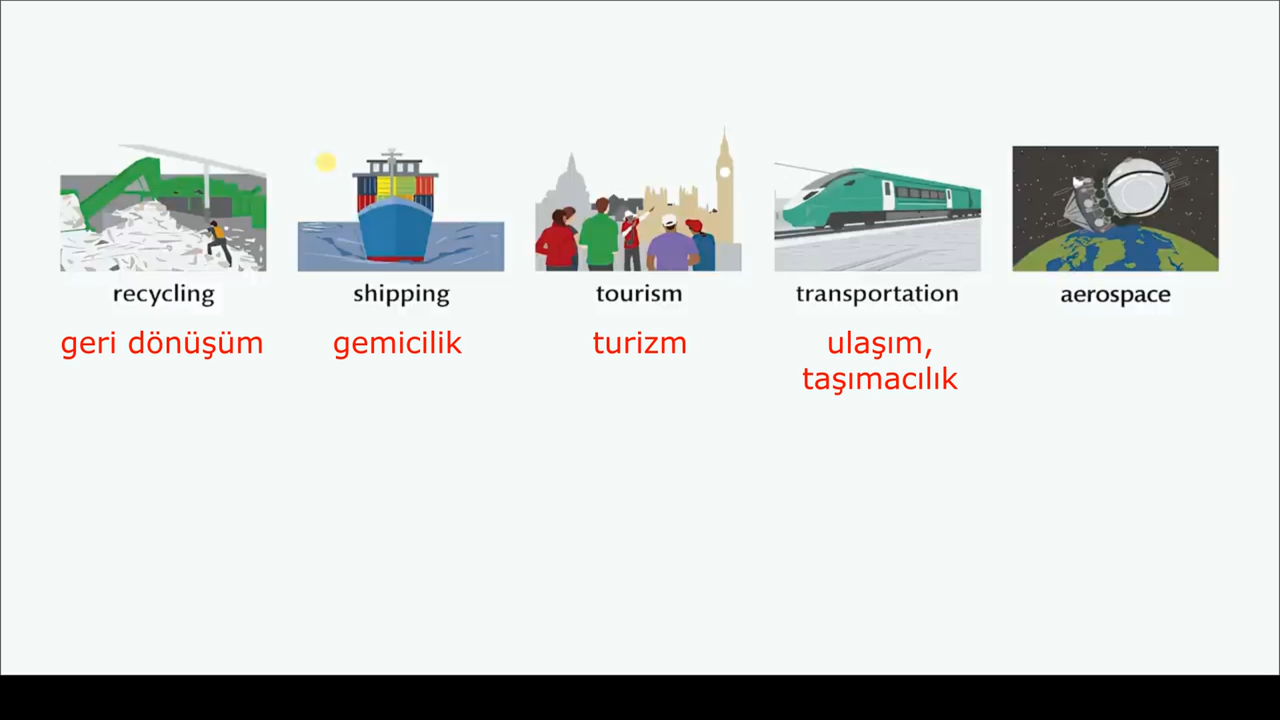 recycling
shipping
tourism
transportation
aerospace
geri dönüşüm
gemicilik
turizm
ulaşım,
taşımacılık